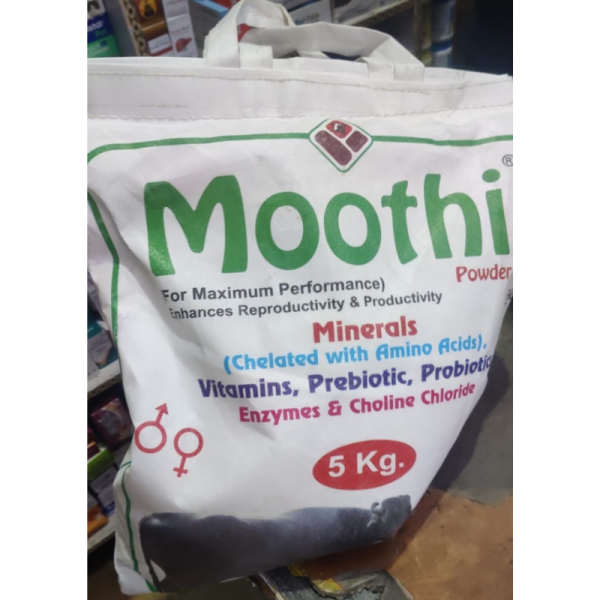 Moothi®
Powder
For Maximum Performance)
Enhances Reproductivity & Productivity
Minerals
(Chelated with Amino Acids),
Vitamins, Prebiotic, Probiotic
Enzymes & Choline Chloride
5 Kg.